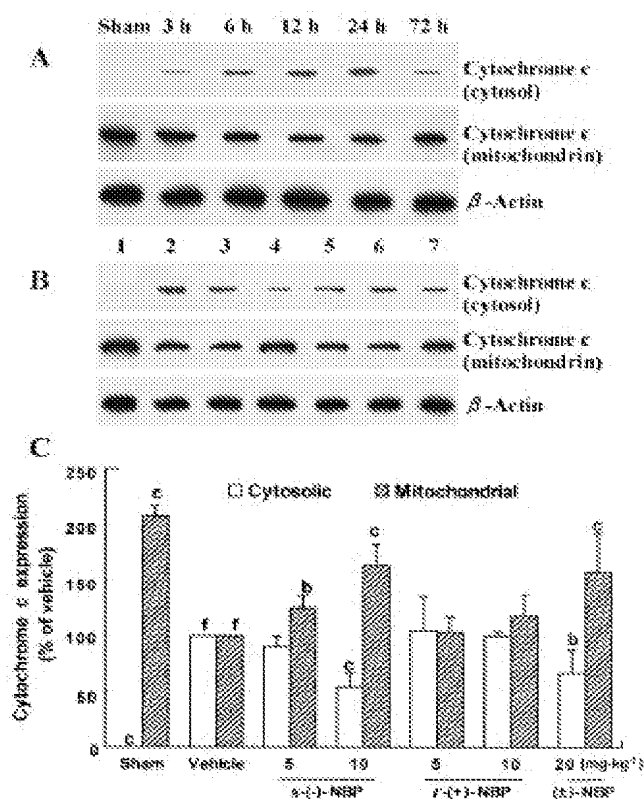 Sham 3 h 6 h 12 h 24 h 72 h
A
Cytochrome c
(cytosol)
Cytochrome c
(mitochondrin)
β-Actin
1 2 3 4 5 6 7
B
Cytochrome c
(cytosol)
Cytochrome c
(mitochondrin)
β-Actin
C
Cytochrome c expression
(% of vehicle)
250
200
150
100
50
0
Cytosolic Mitochondrial
c c f f b c c b c
Sham Vehicle 5 10 5 10 20 (mg·kg⁻¹)
s-(-)-NBP r-(+)-NBP (±)-NBP